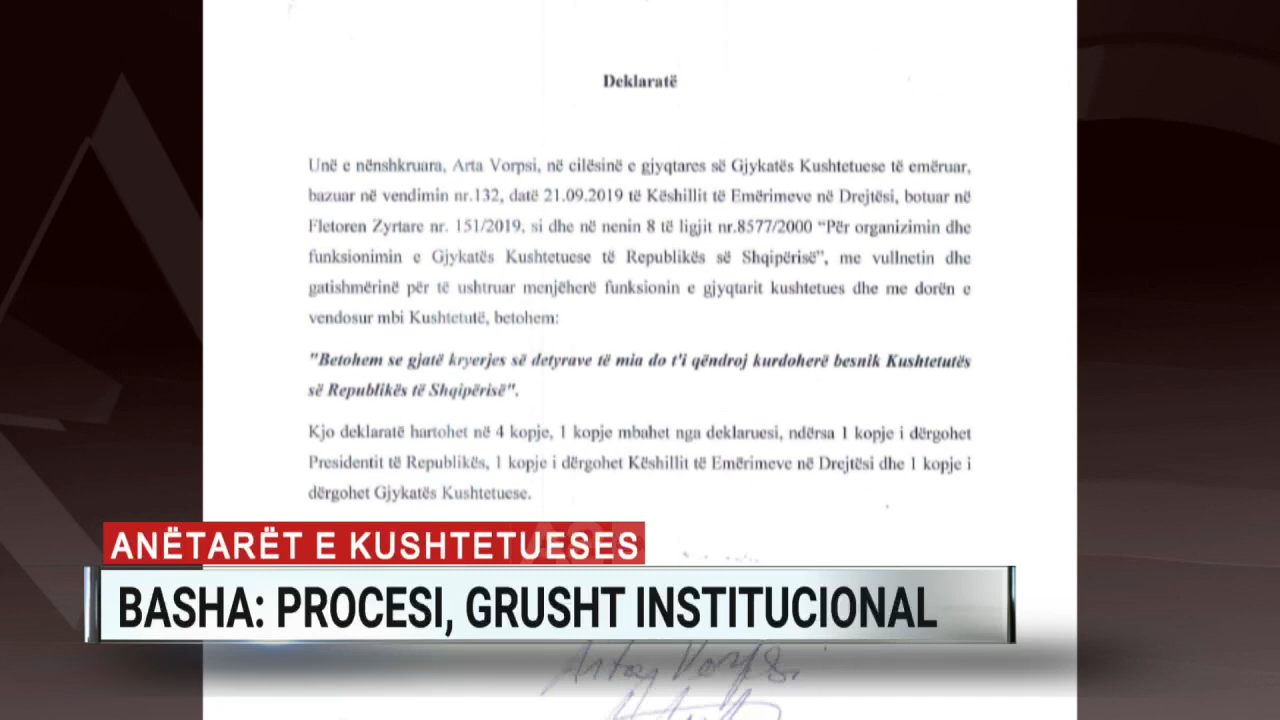 Deklaratë
Unë e nënshkruara, Arta Vorpsi, në cilësinë e gjyqtares së Gjykatës Kushtetuese të emëruar,
bazuar në vendimin nr.132, datë 21.09.2019 të Këshillit të Emërimeve në Drejtësi, botuar në
Fletoren Zyrtare nr. 151/2019, si dhe në nenin 8 të ligjit nr.8577/2000 “Për organizimin dhe
funksionimin e Gjykatës Kushtetuese të Republikës së Shqipërisë”, me vullnetin dhe
gatishmërinë për të ushtruar menjëherë funksionin e gjyqtarit kushtetues dhe me dorën e
vendosur mbi Kushtetutë, betohem:
"Betohem se gjatë kryerjes së detyrave të mia do t'i qëndroj kurdoherë besnik Kushtetutës
së Republikës të Shqipërisë".
Kjo deklaratë hartohet në 4 kopje, 1 kopje mbahet nga deklaruesi, ndërsa 1 kopje i dërgohet
Presidentit të Republikës, 1 kopje i dërgohet Këshillit të Emërimeve në Drejtësi dhe 1 kopje i
dërgohet Gjykatës Kushtetuese.
ANËTARËT E KUSHTETUESES
BASHA: PROCESI, GRUSHT INSTITUCIONAL
Arta Vorpsi